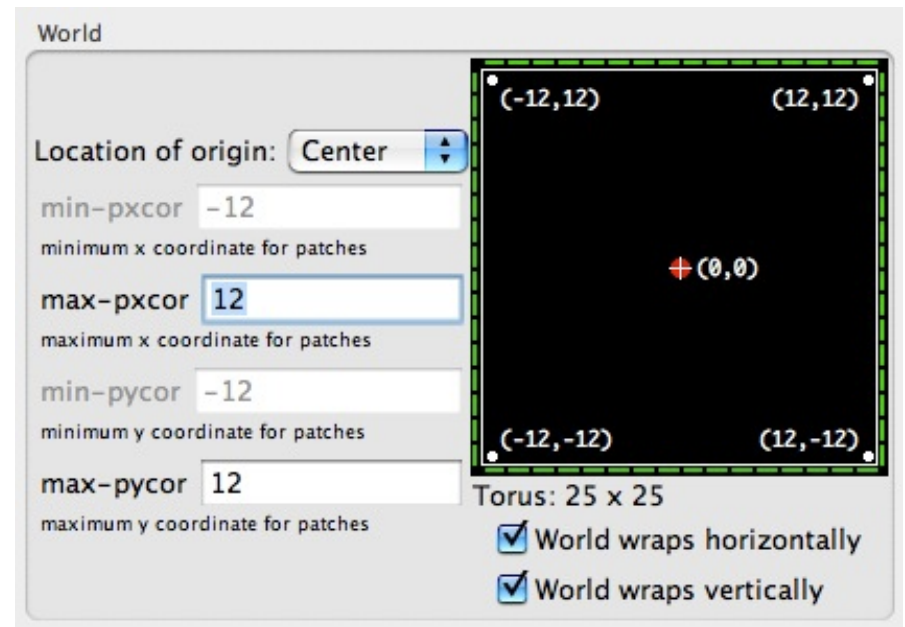 World
Location of origin: Center
min-pxcor -12
minimum x coordinate for patches
max-pxcor 12
maximum x coordinate for patches
min-pycor -12
minimum y coordinate for patches
max-pycor 12
maximum y coordinate for patches
(-12,12) (12,12)
(0,0)
(-12,-12) (12,-12)
Torus: 25 x 25
World wraps horizontally
World wraps vertically